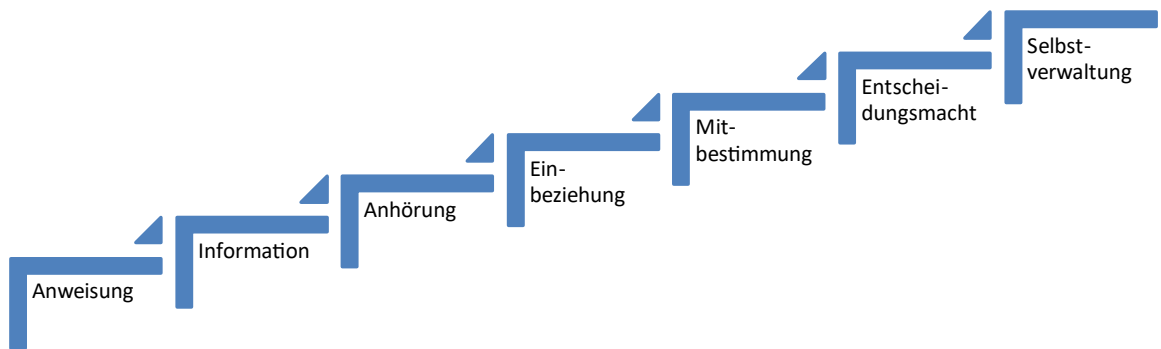 Anweisung
Information
Anhörung
Ein-
beziehung
Mit-
bestimmung
Entschei-
dungsmacht
Selbst-
verwaltung